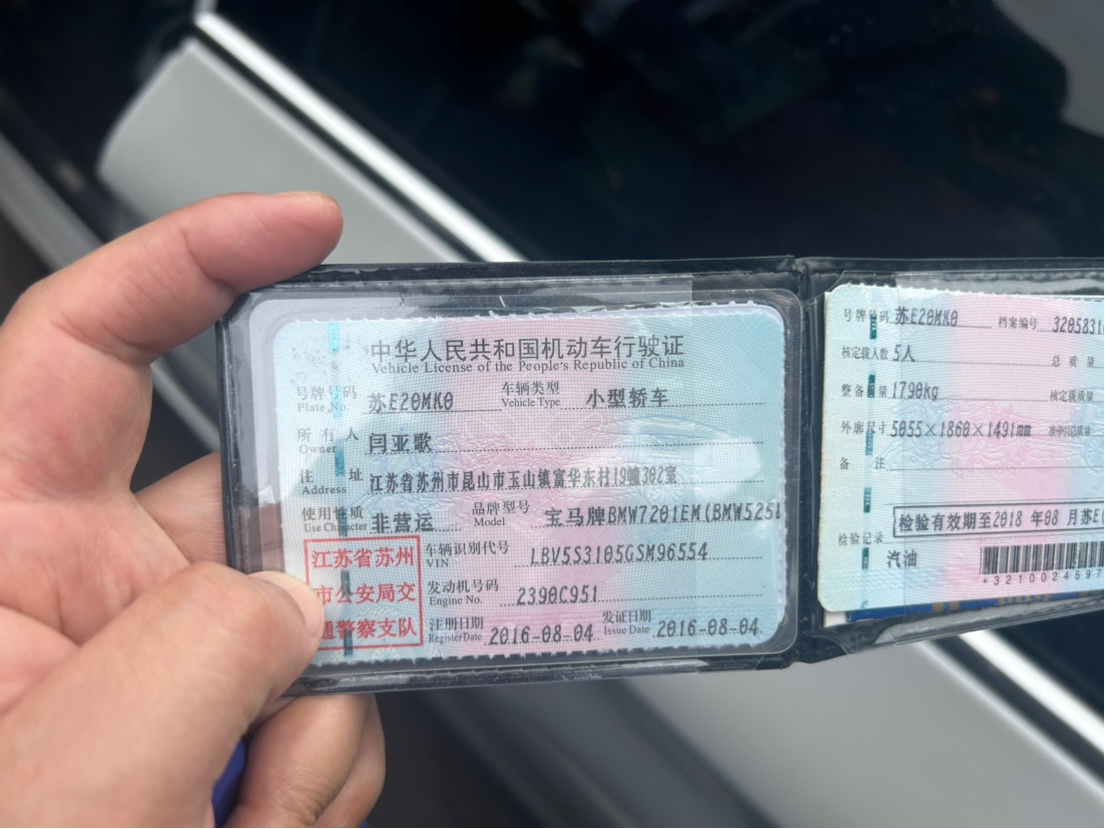 中华人民共和国机动车行驶证
Vehicle License of the People's Republic of China
号牌号码 苏E20MK0 车辆类型 小型轿车
Plate No. Vehicle Type
所有人 闫亚歌
Owner
住址 江苏省苏州市昆山市玉山镇富华东村19幢302室
Address
使用性质 非营运 品牌型号 宝马牌BMW7201EM(BMW525l
Use Character Model
江苏省苏州
市公安局交
通警察支队
车辆识别代号 LBV5S3105GSM96554
VIN
发动机号码 2390C951
Engine No.
注册日期 2016-08-04 发证日期 2016-08-04
Register Date Issue Date
号牌号码 苏E20MK0 档案编号 3205831
核定载人数 5人 总质量
整备质量 1790kg 核定载质量
外廓尺寸 5055×1860×1491mm 准牵引总质量
备注
检验有效期至2018年08月苏E
检验记录
汽油
+3210024597